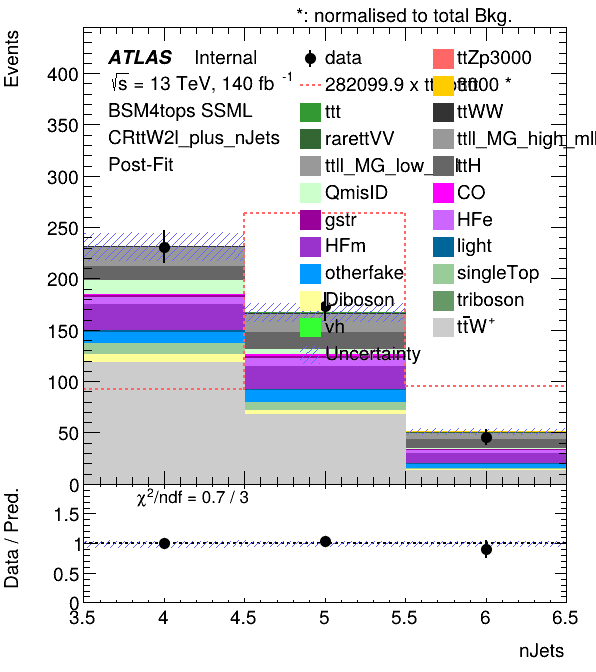 *: normalised to total Bkg.
Events
ATLAS Internal
√s = 13 TeV, 140 fb -1
BSM4tops SSML
CRttW2l_plus_nJets
Post-Fit
data
282099.9 x
ttt
rarettVV
ttll_MG_low_
QmisID
gstr
HFm
otherfake
Diboson
vh
Uncertainty
ttZp3000
*
ttWW
ttll_MG_high_mll
ttH
CO
HFe
light
singleTop
triboson
tt̄W⁺
400
350
300
250
200
150
100
50
0
χ²/ndf = 0.7 / 3
Data / Pred.
1.5
1
0.5
0
3.5 4 4.5 5 5.5 6 6.5
nJets